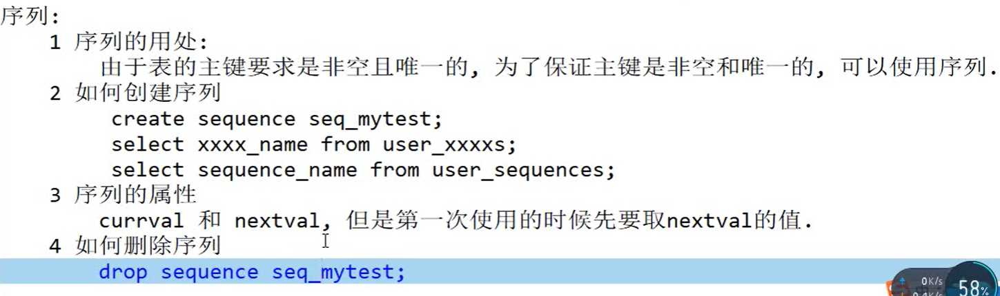 序列:
1 序列的用处:
由于表的主键要求是非空且唯一的, 为了保证主键是非空和唯一的, 可以使用序列.
2 如何创建序列
create sequence seq_mytest;
select xxxx_name from user_xxxxs;
select sequence_name from user_sequences;
3 序列的属性
currval 和 nextval, 但是第一次使用的时候先要取nextval的值.
4 如何删除序列
drop sequence seq_mytest;
0K/s
58%